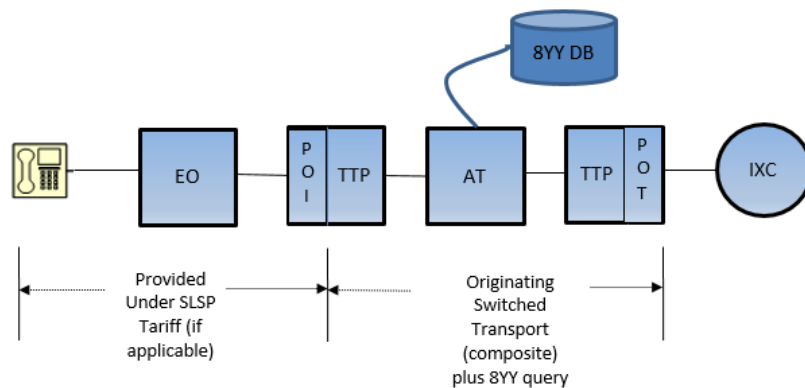 8YY DB
EO
P
O
I
TTP
AT
TTP
P
O
T
IXC
Provided
Under SLSP
Tariff (if
applicable)
Originating
Switched
Transport
(composite)
plus 8YY query